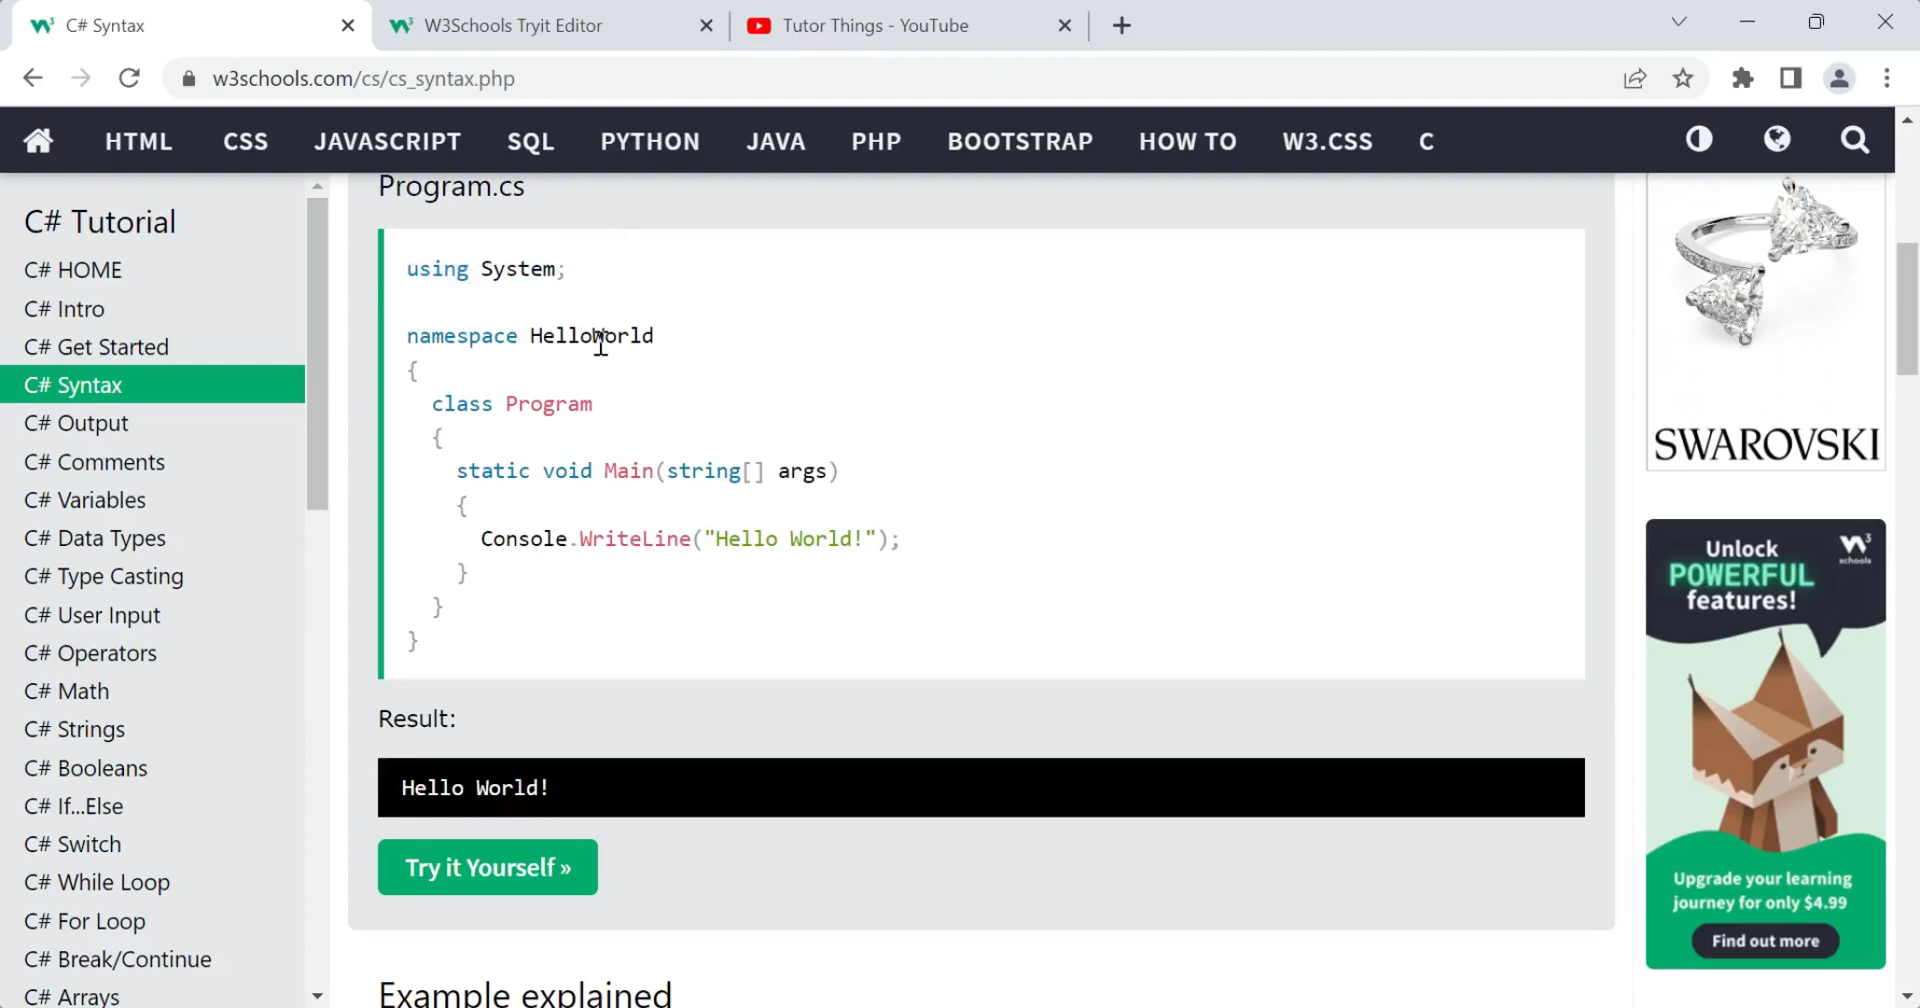 C# Syntax
W3Schools Tryit Editor
Tutor Things - YouTube
w3schools.com/cs/cs_syntax.php
HTML CSS JAVASCRIPT SQL PYTHON JAVA PHP BOOTSTRAP HOW TO W3.CSS C
C# Tutorial
C# HOME
C# Intro
C# Get Started
C# Syntax
C# Output
C# Comments
C# Variables
C# Data Types
C# Type Casting
C# User Input
C# Operators
C# Math
C# Strings
C# Booleans
C# If...Else
C# Switch
C# While Loop
C# For Loop
C# Break/Continue
C# Arrays
Program.cs
using System;
namespace HelloWorld
{
class Program
{
static void Main(string[] args)
{
Console.WriteLine("Hello World!");
}
}
}
Result:
Hello World!
Try it Yourself »
Example explained
SWAROVSKI
W3
schools
Unlock
POWERFUL
features!
Upgrade your learning
journey for only $4.99
Find out more